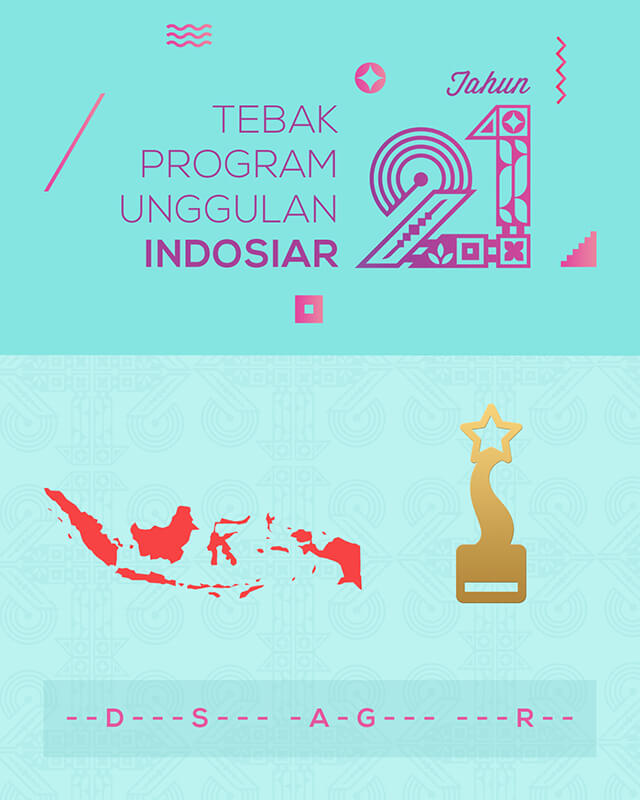 Tahun
21
TEBAK
PROGRAM
UNGGULAN
INDOSIAR
--D---S--- -A-G--- ---R--